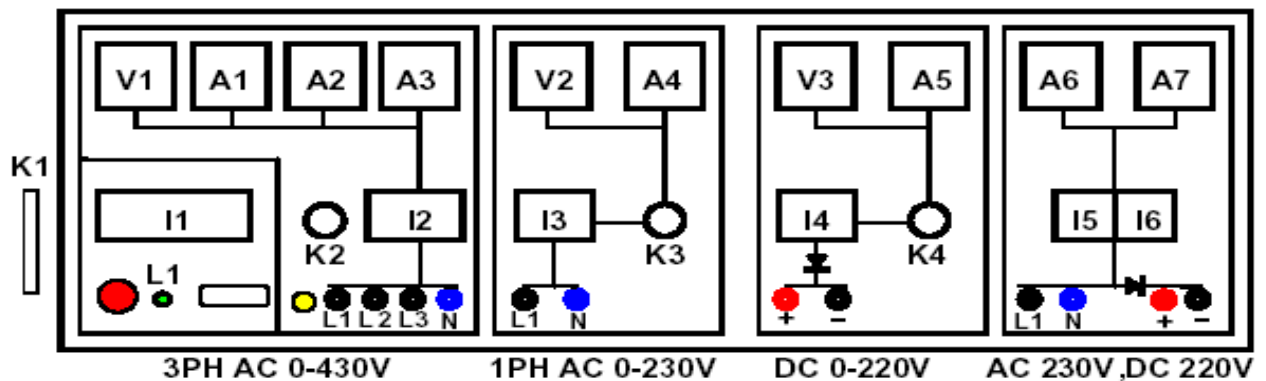 V1 A1 A2 A3 V2 A4 V3 A5 A6 A7
K1
I1 I2 I3 I4 I5 I6
K2 K3 K4
L1
L1 L2 L3 N L1 N + − L1 N + −
3PH AC 0-430V 1PH AC 0-230V DC 0-220V AC 230V ,DC 220V